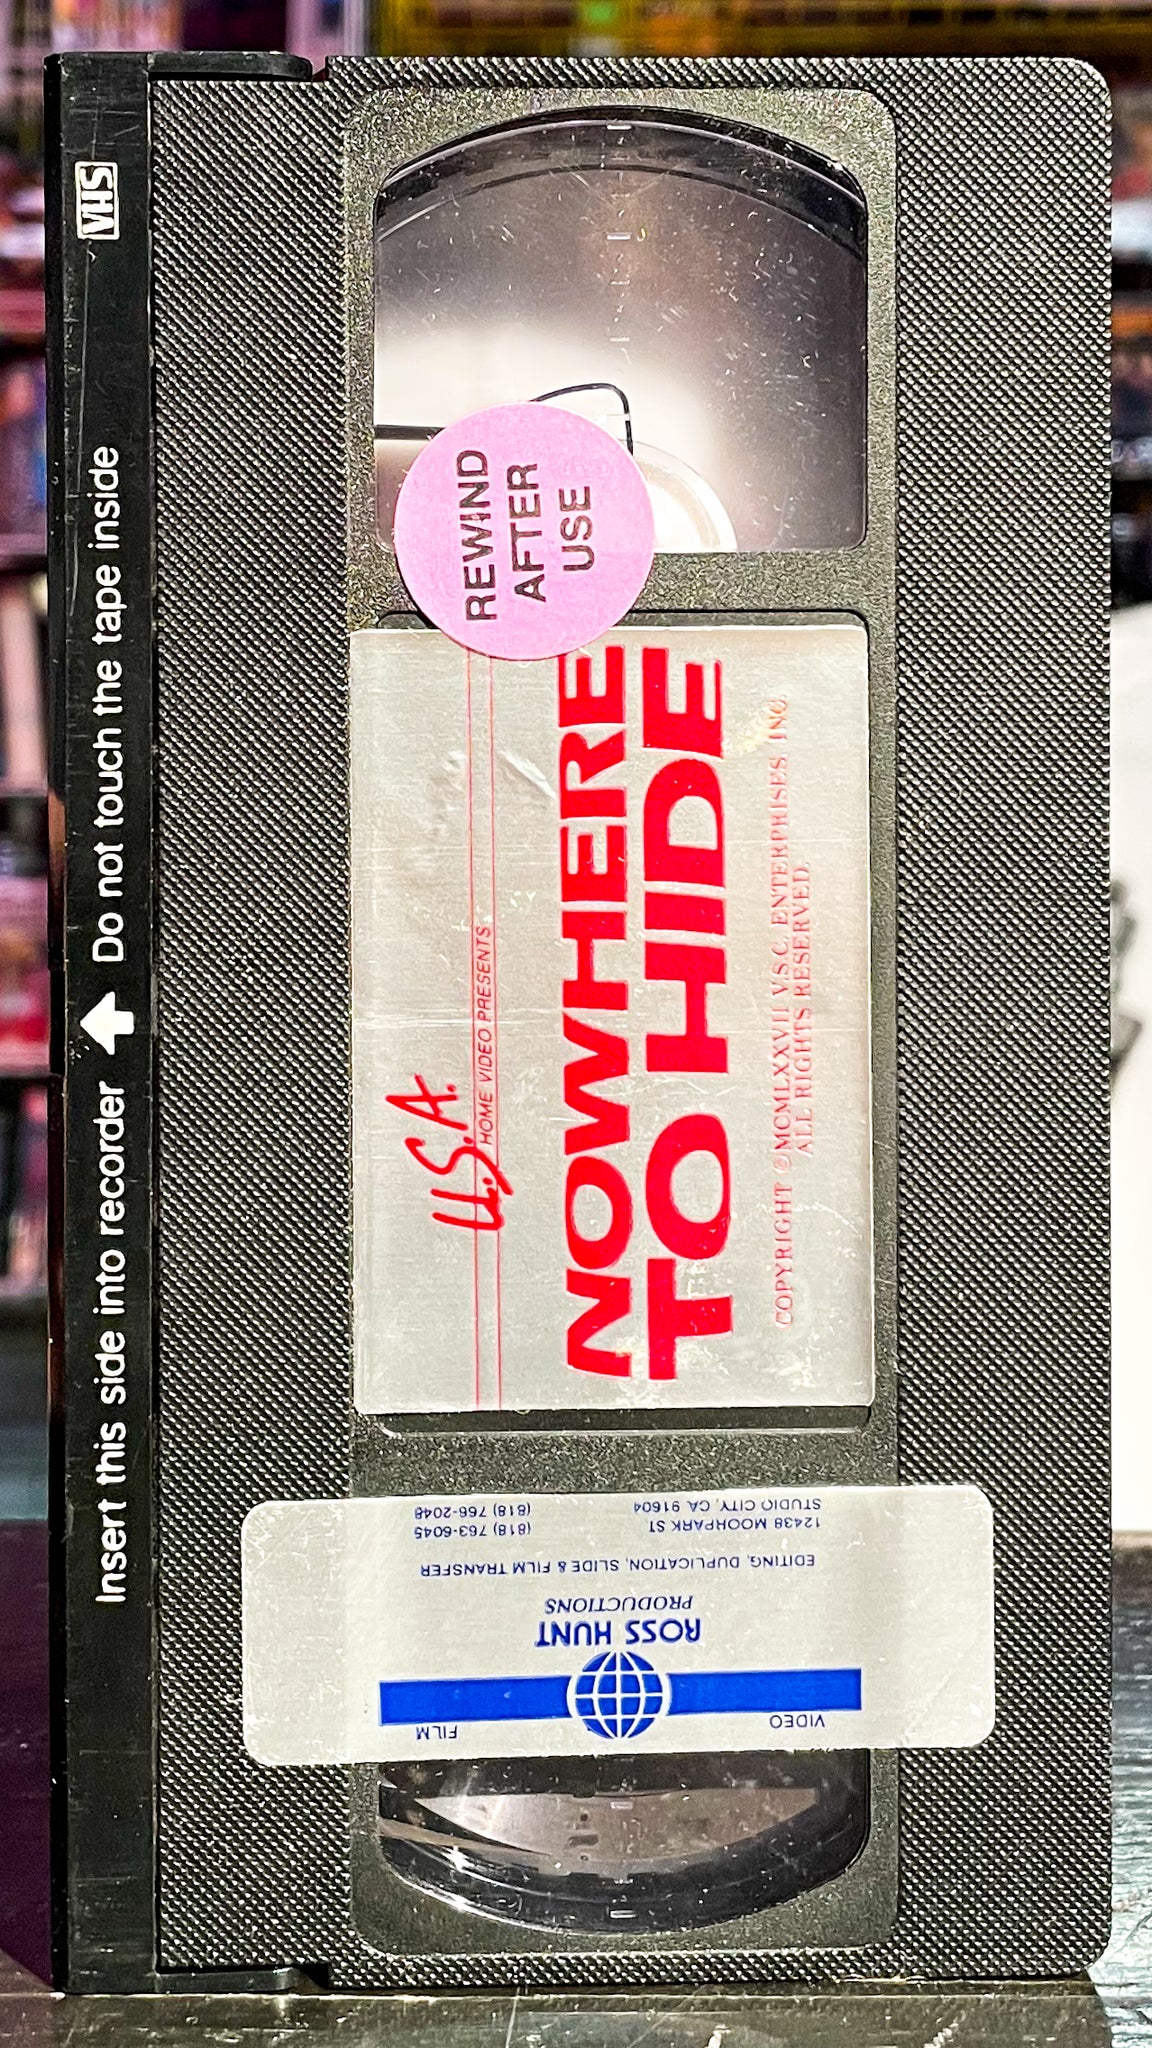 VHS
Insert this side into recorder ⬆ Do not touch the tape inside
REWIND
AFTER
USE
U.S.A.
HOME VIDEO PRESENTS
NOWHERE
TO HIDE
COPYRIGHT ©MCMLXXVII V.S.C. ENTERPRISES INC.
ALL RIGHTS RESERVED.
VIDEO FILM
ROSS HUNT
PRODUCTIONS
EDITING, DUPLICATION, SLIDE & FILM TRANSFER
12438 MOORPARK ST. (818) 763-6045
STUDIO CITY, CA 91604 (818) 766-2048